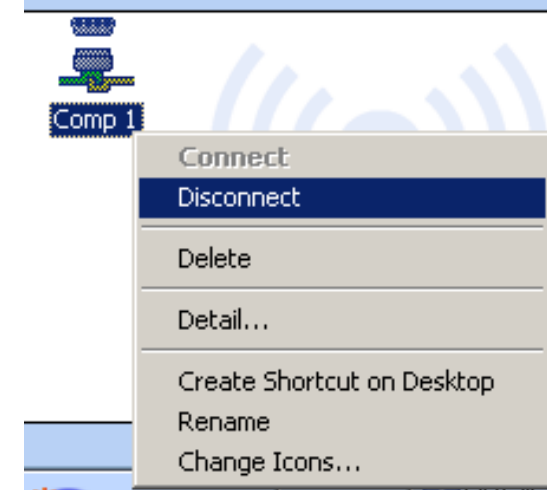 Comp 1
Connect
Disconnect
Delete
Detail...
Create Shortcut on Desktop
Rename
Change Icons...